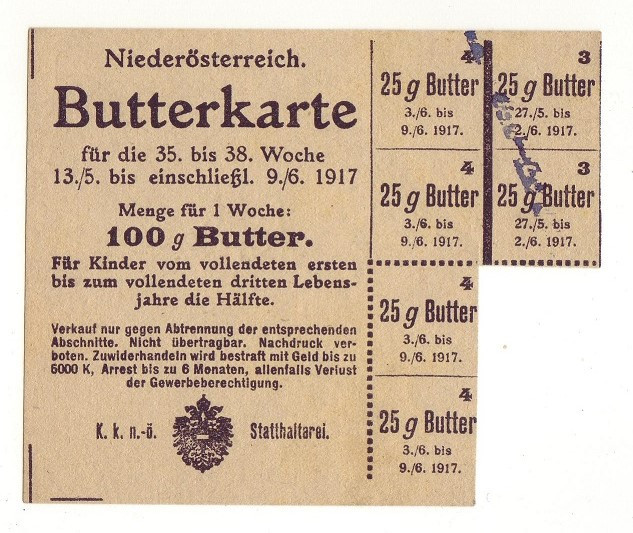 Niederösterreich.
Butterkarte
für die 35. bis 38. Woche
13./5. bis einschließl. 9./6. 1917
Menge für 1 Woche:
100 g Butter.
Für Kinder vom vollendeten ersten
bis zum vollendeten dritten Lebens-
jahre die Hälfte.
Verkauf nur gegen Abtrennung der entsprechenden
Abschnitte. Nicht übertragbar. Nachdruck ver-
boten. Zuwiderhandeln wird bestraft mit Geld bis zu
6000 K, Arrest bis zu 6 Monaten, allenfalls Verlust
der Gewerbeberechtigung.
K. k. n.-ö. Statthalterei.
4
25 g Butter
3./6. bis
9./6. 1917.
3
25 g Butter
27./5. bis
2./6. 1917.
4
25 g Butter
3./6. bis
9./6. 1917.
3
25 g Butter
27./5. bis
2./6. 1917.
4
25 g Butter
3./6. bis
9./6. 1917.
4
25 g Butter
3./6. bis
9./6. 1917.